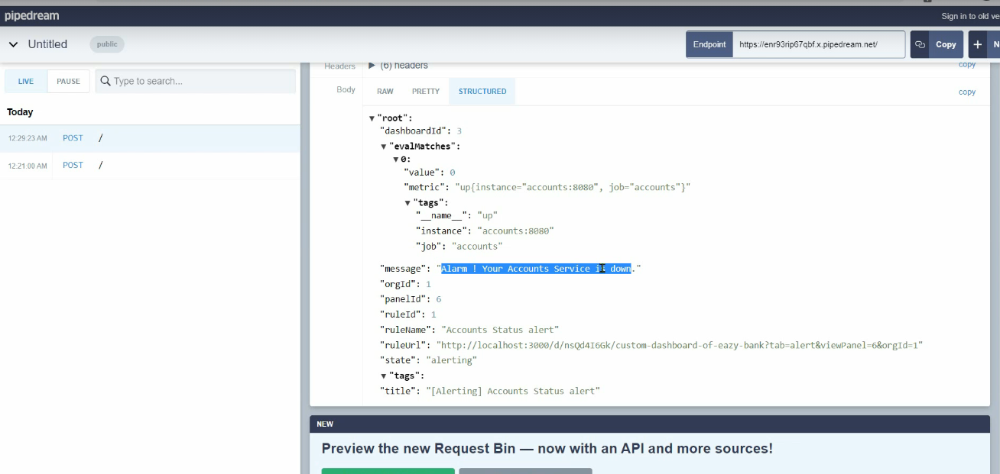 pipedream
Sign in to old ve
Untitled
public
Endpoint
https://enr93rip67qbf.x.pipedream.net/
Copy
N
LIVE
PAUSE
Type to search...
Headers
(6) headers
copy
Body
RAW
PRETTY
STRUCTURED
copy
Today
12:29:23 AM POST /
12:21:00 AM POST /
"root":
"dashboardId": 3
"evalMatches":
0:
"value": 0
"metric": "up{instance="accounts:8080", job="accounts"}"
"tags":
"__name__": "up"
"instance": "accounts:8080"
"job": "accounts"
"message": "Alarm ! Your Accounts Service is down."
"orgId": 1
"panelId": 6
"ruleId": 1
"ruleName": "Accounts Status alert"
"ruleUrl": "http://localhost:3000/d/nsQd4I6Gk/custom-dashboard-of-eazy-bank?tab=alert&viewPanel=6&orgId=1"
"state": "alerting"
"tags":
"title": "[Alerting] Accounts Status alert"
NEW
Preview the new Request Bin — now with an API and more sources!